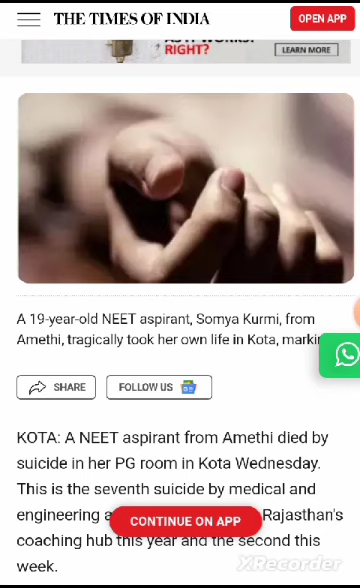 THE TIMES OF INDIA
OPEN APP
RIGHT?
LEARN MORE
A 19-year-old NEET aspirant, Somya Kurmi, from
Amethi, tragically took her own life in Kota,
SHARE
FOLLOW US
KOTA: A NEET aspirant from Amethi died by
suicide in her PG room in Kota Wednesday.
This is the seventh suicide by medical and
engineering
CONTINUE ON APP
Rajasthan's
coaching hub this year and the second this
week.
XRecorder